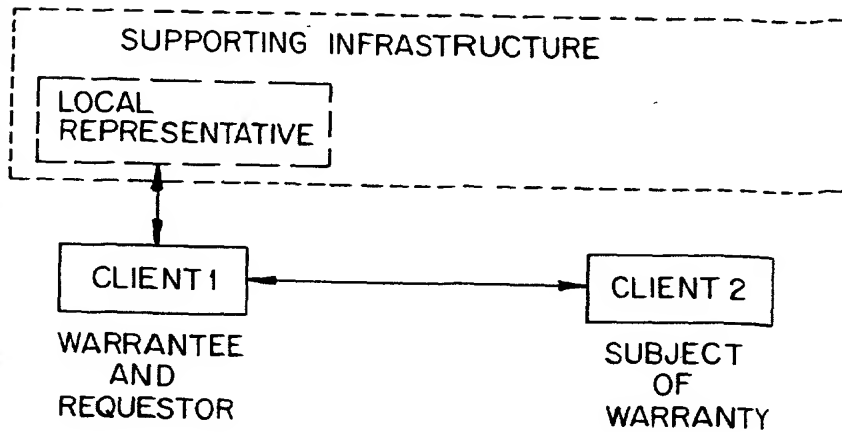 SUPPORTING INFRASTRUCTURE
LOCAL
REPRESENTATIVE
CLIENT 1
CLIENT 2
WARRANTEE
AND
REQUESTOR
SUBJECT
OF
WARRANTY